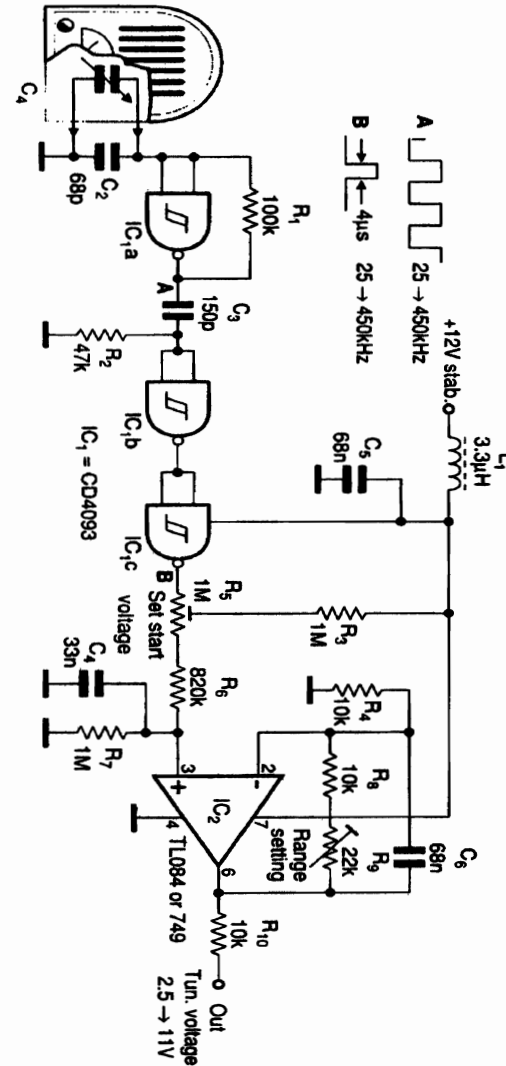 A
25 → 450kHz
B
4μs
25 → 450kHz
+12V stab.
L1
3.3μH
C5
68n
R1
100k
C4
C2
68p
IC1a
A
C3
150p
R2
47k
IC1b
IC1 = CD4093
IC1c
B
R5
1M
Set start
voltage
R3
1M
R6
820k
C4
33n
R7
1M
R4
10k
R8
10k
R9
22k
Range
setting
C6
68n
2
-
3
+
IC2
7
4
6
TL084 or 749
R10
10k
Out
Tun. voltage
2.5 → 11V